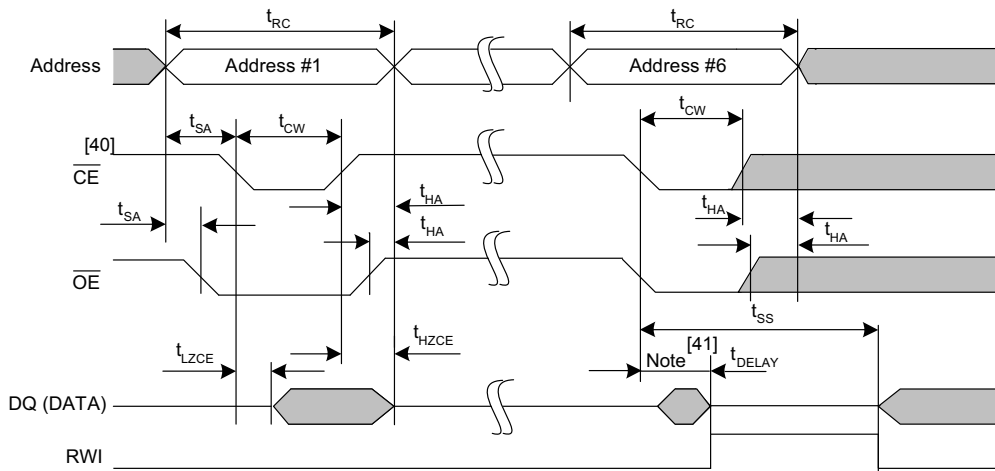 tRC tRC
Address Address #1 Address #6
tCW
tSA tCW
[40]
CE
tHA tHA
tSA tHA tHA
OE
tSS
tHZCE [41]
tLZCE Note tDELAY
DQ (DATA)
RWI